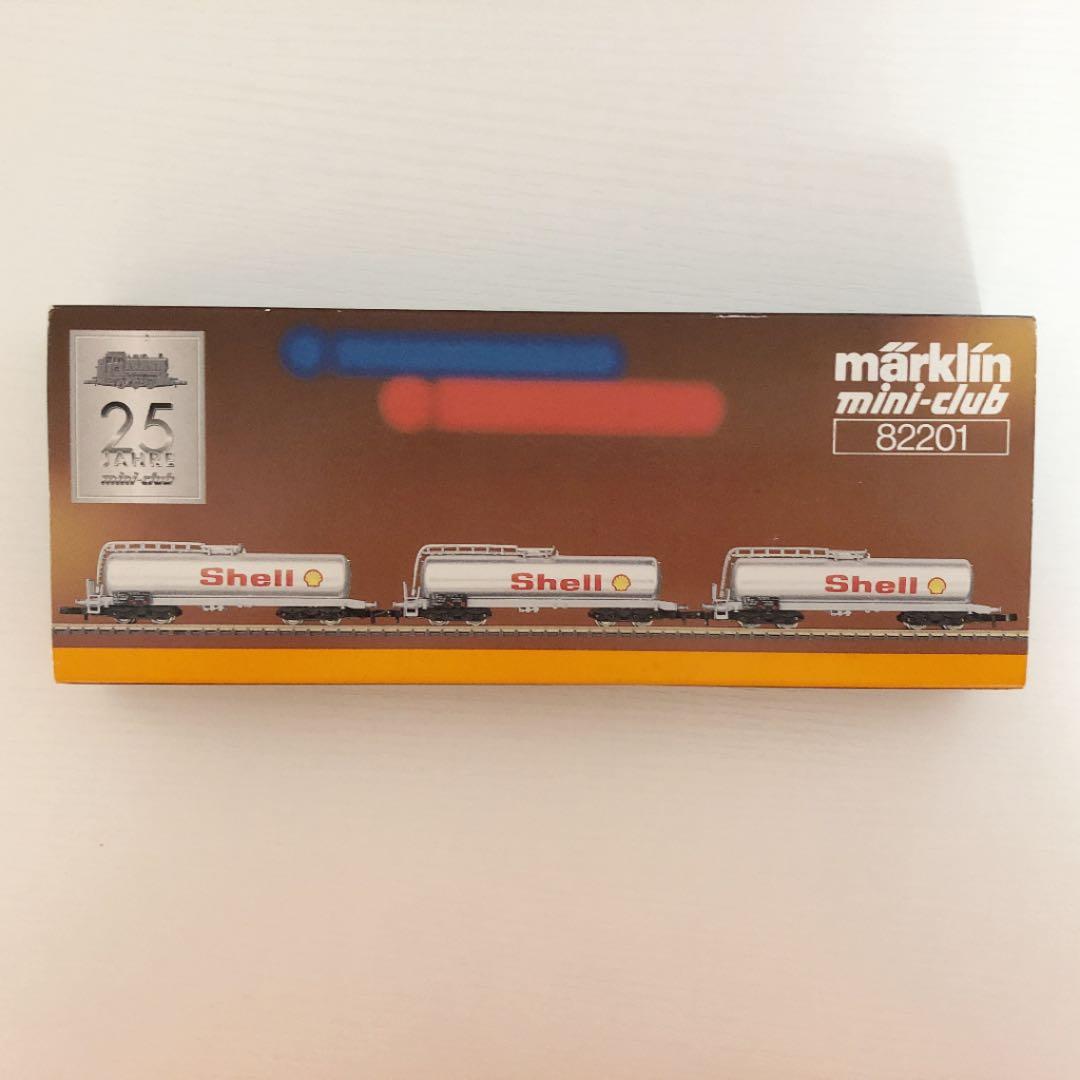 25
JAHRE
mini-club
märklin
mini-club
82201
Shell
Shell
Shell